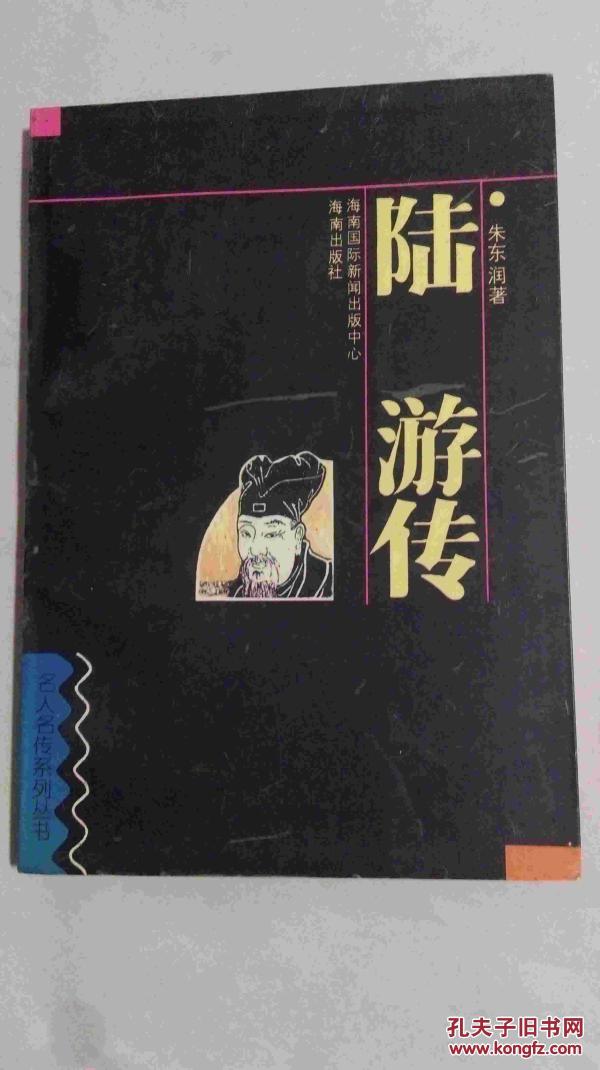 朱东润著
陆游传
海南国际新闻出版中心
海南出版社
名人名传系列丛书
孔夫子旧书网
www.kongfz.com